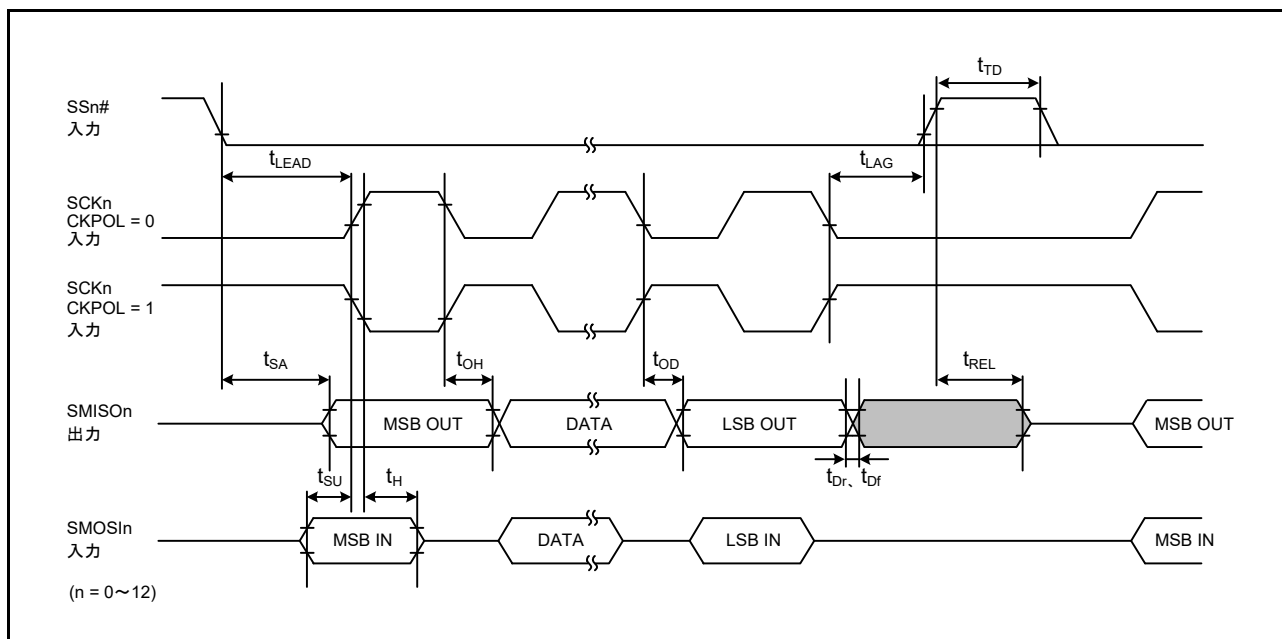 tTD
SSn#
入力
tLEAD
tLAG
SCKn
CKPOL = 0
入力
SCKn
CKPOL = 1
入力
tSA
tOH
tOD
tREL
SMISOn
出力
MSB OUT
DATA
LSB OUT
MSB OUT
tSU
tH
tDr、tDf
SMOSIn
入力
MSB IN
DATA
LSB IN
MSB IN
(n = 0～12)